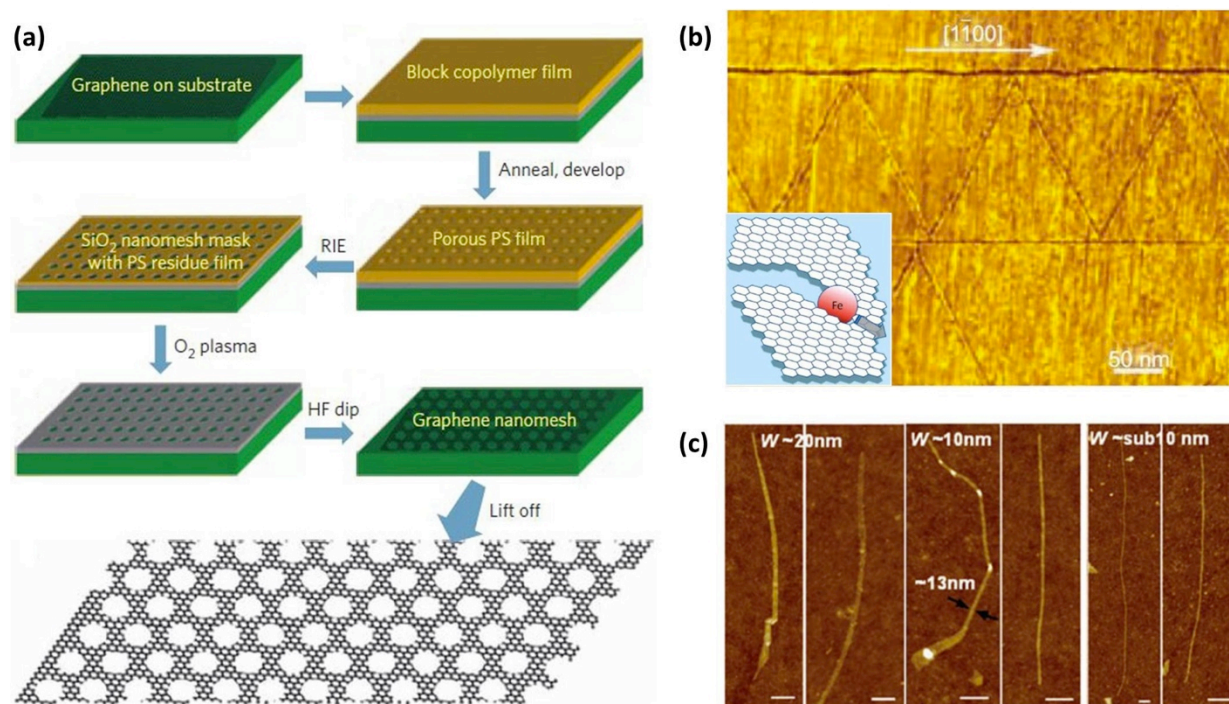 (a)
Graphene on substrate
Block copolymer film
Anneal, develop
SiO₂ nanomesh mask
with PS residue film
RIE
Porous PS film
O₂ plasma
HF dip
Graphene nanomesh
Lift off
(b)
[11̄00]
Fe
50 nm
(c)
W ~20nm
W ~10nm
W ~sub10 nm
~13nm